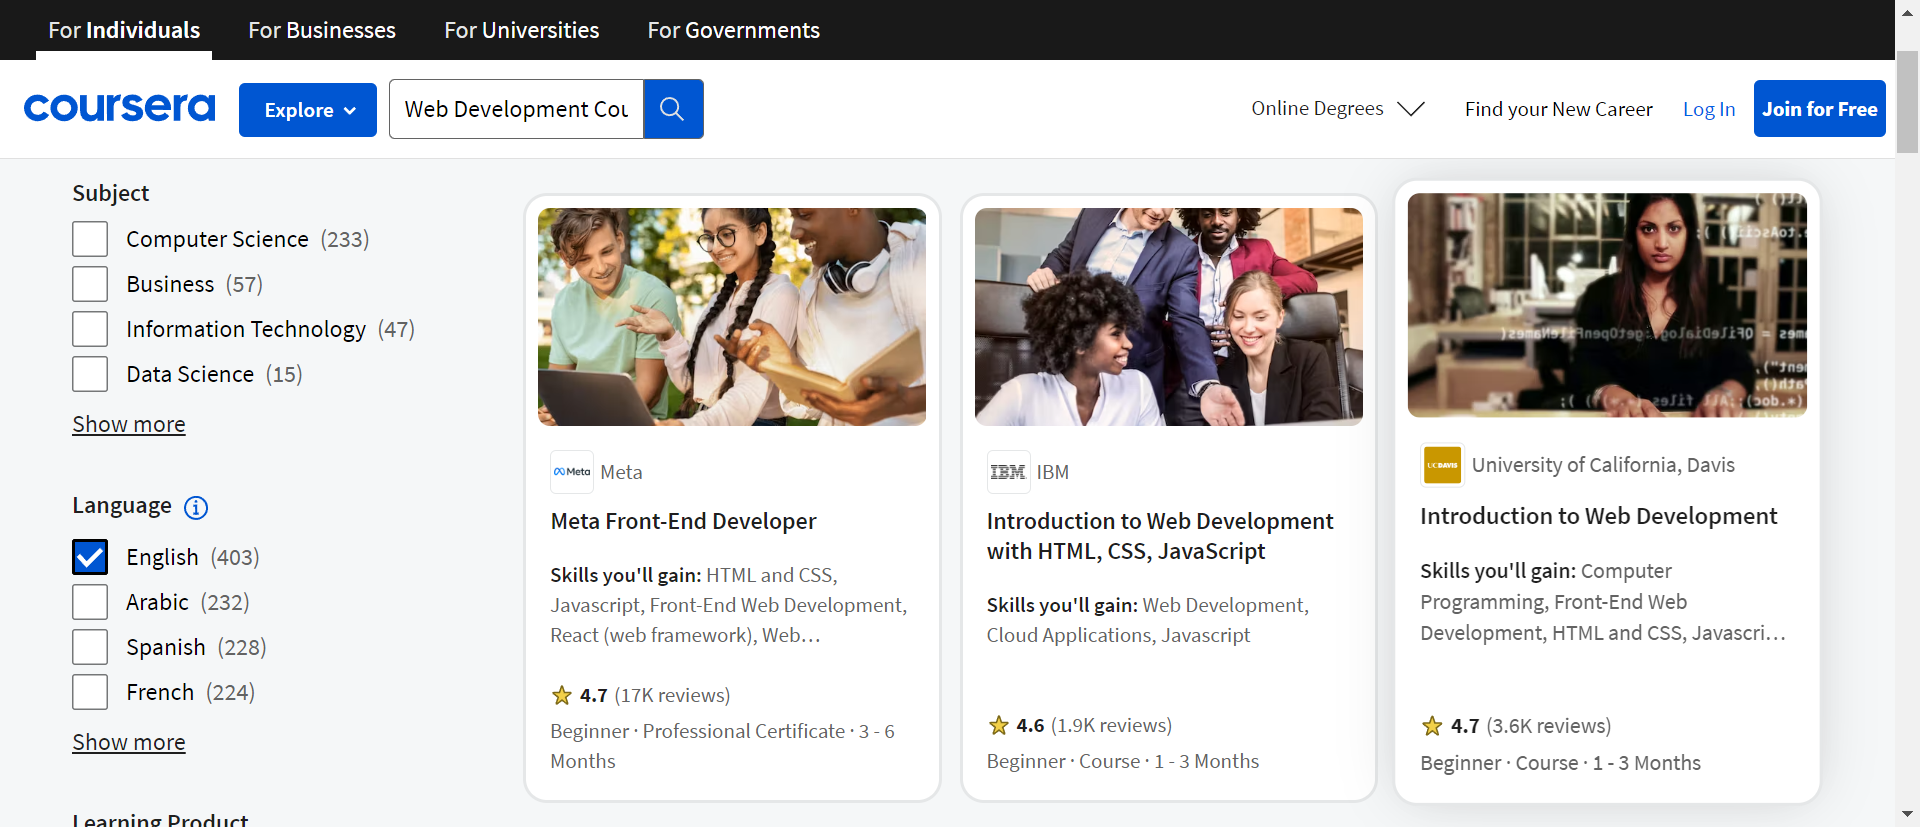 For Individuals
For Businesses
For Universities
For Governments
coursera
Explore
Web Development Cou
Online Degrees
Find your New Career
Log In
Join for Free
Subject
Computer Science (233)
Business (57)
Information Technology (47)
Data Science (15)
Show more
Language
English (403)
Arabic (232)
Spanish (228)
French (224)
Show more
Learning Product
Meta
Meta
Meta Front-End Developer
Skills you'll gain: HTML and CSS,
Javascript, Front-End Web Development,
React (web framework), Web...
4.7 (17K reviews)
Beginner · Professional Certificate · 3 - 6
Months
IBM
IBM
Introduction to Web Development
with HTML, CSS, JavaScript
Skills you'll gain: Web Development,
Cloud Applications, Javascript
4.6 (1.9K reviews)
Beginner · Course · 1 - 3 Months
UCDAVIS
University of California, Davis
Introduction to Web Development
Skills you'll gain: Computer
Programming, Front-End Web
Development, HTML and CSS, Javascri...
4.7 (3.6K reviews)
Beginner · Course · 1 - 3 Months